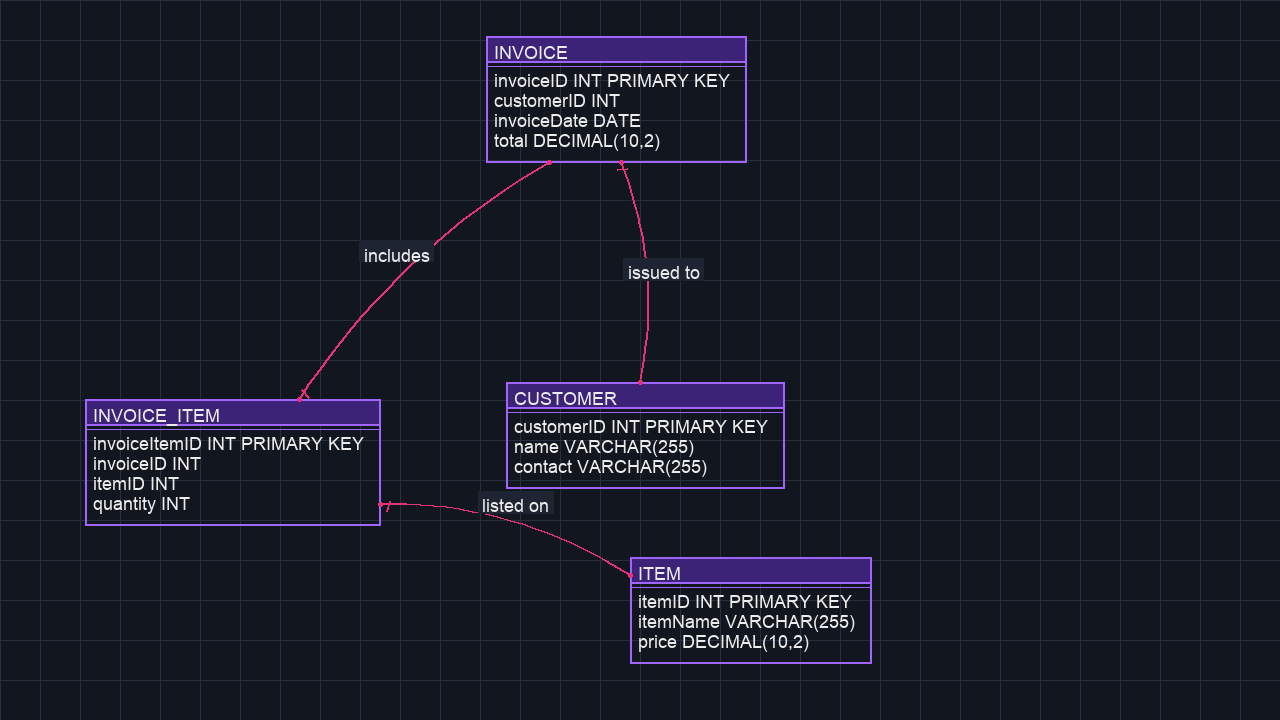 INVOICE
invoiceID INT PRIMARY KEY
customerID INT
invoiceDate DATE
total DECIMAL(10,2)
includes
issued to
INVOICE_ITEM
invoiceItemID INT PRIMARY KEY
invoiceID INT
itemID INT
quantity INT
CUSTOMER
customerID INT PRIMARY KEY
name VARCHAR(255)
contact VARCHAR(255)
listed on
ITEM
itemID INT PRIMARY KEY
itemName VARCHAR(255)
price DECIMAL(10,2)